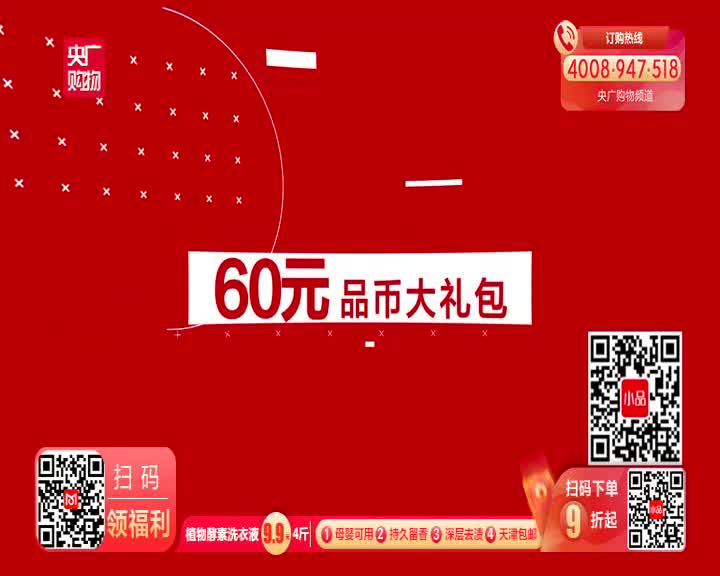 央广
购物
订购热线
4008·947·518
央广购物频道
60元 品币大礼包
小品
扫码
领福利
扫码下单
9折起
小品
植物酵素洗衣液 9.9元 4斤 1 母婴可用 2 持久留香 3 深层去渍 4 天津包邮